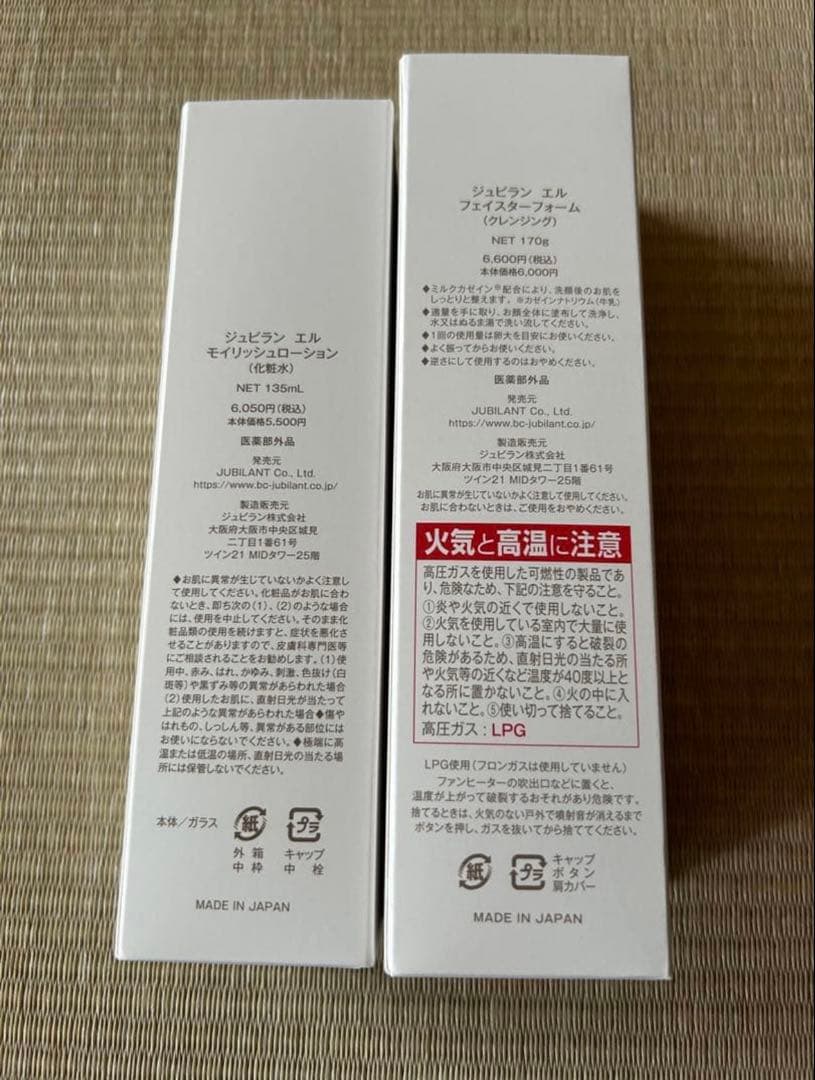 ジュビラン エル
モイリッシュローション
(化粧水)
NET 135mL
6,050円(税込)
本体価格5,500円
医薬部外品
発売元
JUBILANT Co., Ltd.
https://www.bc-jubilant.co.jp/
製造販売元
ジュビラン株式会社
大阪府大阪市中央区城見
二丁目1番61号
ツイン21 MIDタワー25階
◆お肌に異常が生じていないかよく注意し
て使用してください。化粧品がお肌に合わ
ないとき、即ち次の(1)、(2)のような場合
には、使用を中止してください。そのまま化
粧品類の使用を続けますと、症状を悪化さ
せることがありますので、皮膚科専門医等
にご相談されることをお勧めします。(1)使
用中、赤み、はれ、かゆみ、刺激、色抜け(白
斑等)や黒ずみ等の異常があらわれた場合
(2)使用したお肌に、直射日光が当たって
上記のような異常があらわれた場合◆傷や
はれもの、しっしん等、異常がある部位には
お使いにならないでください。◆極端に高
温または低温の場所、直射日光の当たる場
所には保管しないでください。
本体/ガラス
紙
外箱
中枠
プラ
キャップ
中栓
MADE IN JAPAN
ジュビラン エル
フェイスターフォーム
(クレンジング)
NET 170g
6,600円(税込)
本体価格6,000円
◆ミルクカゼイン※配合により、洗顔後のお肌を
しっとりと整えます。※カゼインナトリウム(牛乳)
◆適量を手に取り、お顔全体に塗布して洗浄し、
水又はぬるま湯で洗い流してください。
◆1回の使用量は卵大を目安にお使いください。
◆よく振ってからお使いください。
◆逆さにして使用するのはおやめください。
医薬部外品
発売元
JUBILANT Co., Ltd.
https://www.bc-jubilant.co.jp/
製造販売元
ジュビラン株式会社
大阪府大阪市中央区城見二丁目1番61号
ツイン21 MIDタワー25階
お肌に異常が生じていないかよく注意して使用してください。
お肌に合わないときは、ご使用をおやめください。
火気と高温に注意
高圧ガスを使用した可燃性の製品であ
り、危険なため、下記の注意を守ること。
①炎や火気の近くで使用しないこと。
②火気を使用している室内で大量に使
用しないこと。③高温にすると破裂の
危険があるため、直射日光の当たる所
や火気等の近くなど温度が40度以上と
なる所に置かないこと。④火の中に入
れないこと。⑤使い切って捨てること。
高圧ガス：LPG
LPG使用(フロンガスは使用していません)
ファンヒーターの吹出口などに置くと、
温度が上がって破裂するおそれがあり危険です。
捨てるときは、火気のない戸外で噴射音が消えるまで
ボタンを押し、ガスを抜いてから捨ててください。
紙
プラ
キャップ
ボタン
肩カバー
MADE IN JAPAN